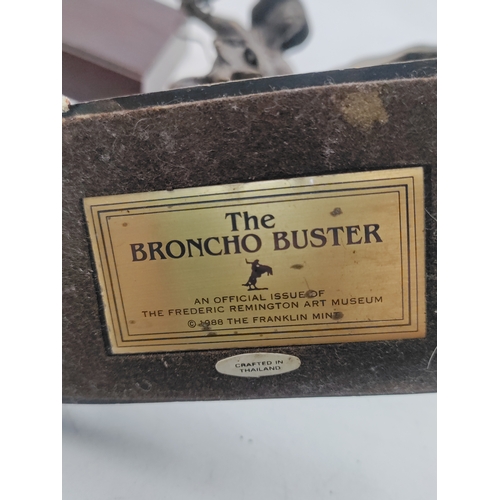 The
BRONCHO BUSTER
AN OFFICIAL ISSUE OF
THE FREDERIC REMINGTON ART MUSEUM
© 1988 THE FRANKLIN MINT
CRAFTED IN
THAILAND